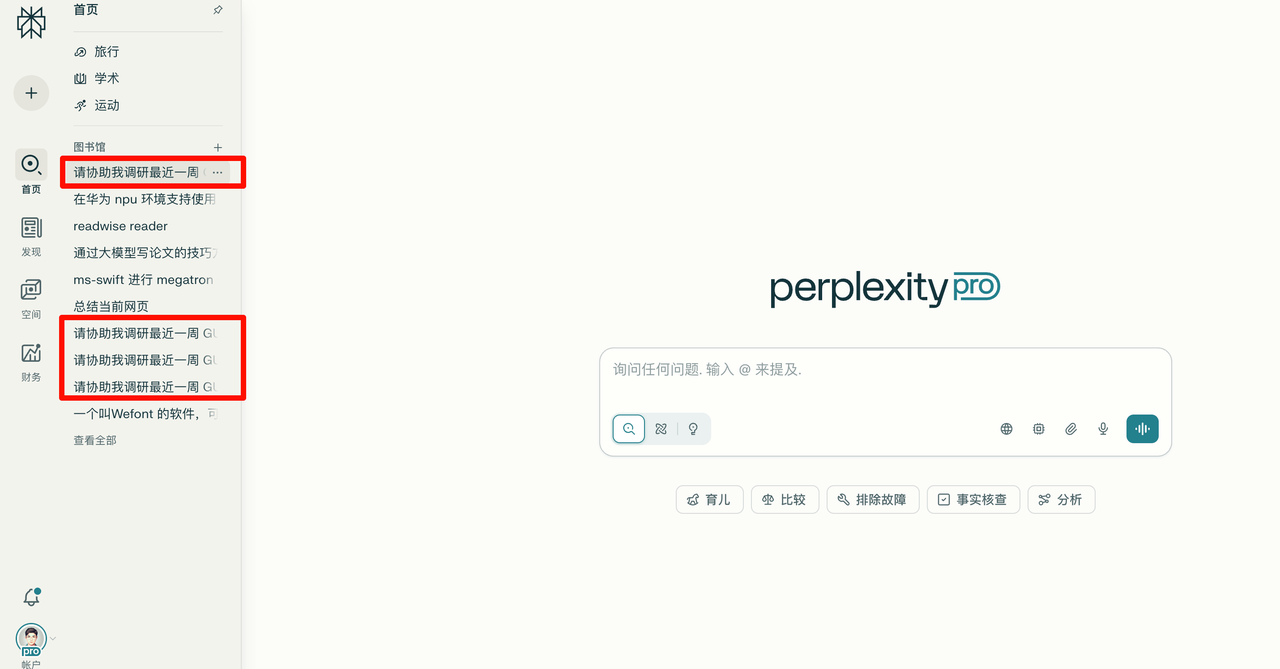 首页
旅行
学术
运动
图书馆
请协助我调研最近一周
在华为 npu 环境支持使用
readwise reader
通过大模型写论文的技巧
ms-swift 进行 megatron
总结当前网页
请协助我调研最近一周 GU
请协助我调研最近一周 GU
请协助我调研最近一周 GU
一个叫Wefont 的软件，可
查看全部
首页
发现
空间
财务
pro
帐户
perplexity pro
询问任何问题. 输入 @ 来提及.
育儿
比较
排除故障
事实核查
分析